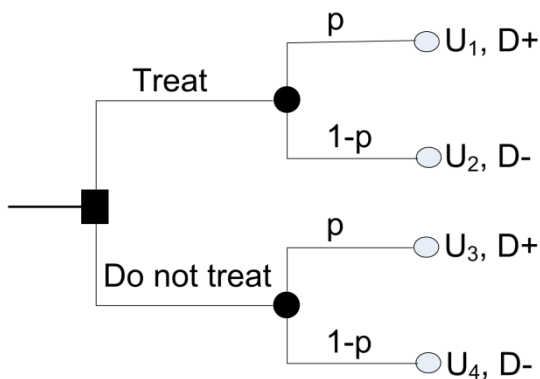 p
U₁, D+
Treat
1-p
U₂, D-
p
U₃, D+
Do not treat
1-p
U₄, D-